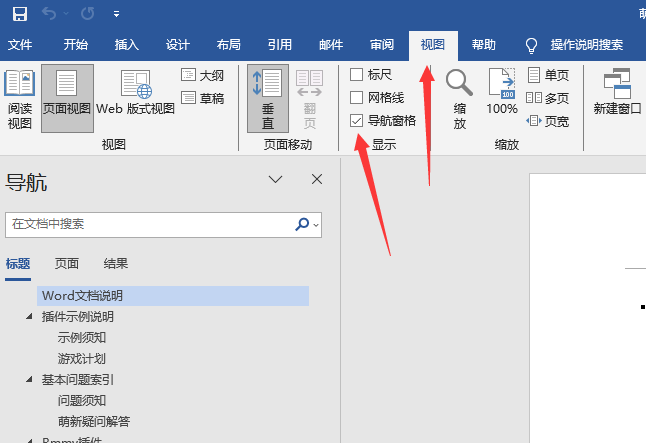 萌
文件 开始 插入 设计 布局 引用 邮件 审阅 视图 帮助 操作说明搜索
阅读视图 页面视图 Web 版式视图 大纲 草稿
视图
垂直 翻页
页面移动
标尺
网格线
导航窗格
显示
缩放 100% 单页 多页 页宽
缩放
新建窗口
导航
在文档中搜索
标题 页面 结果
Word文档说明
插件示例说明
示例须知
游戏计划
基本问题索引
问题须知
萌新疑问解答